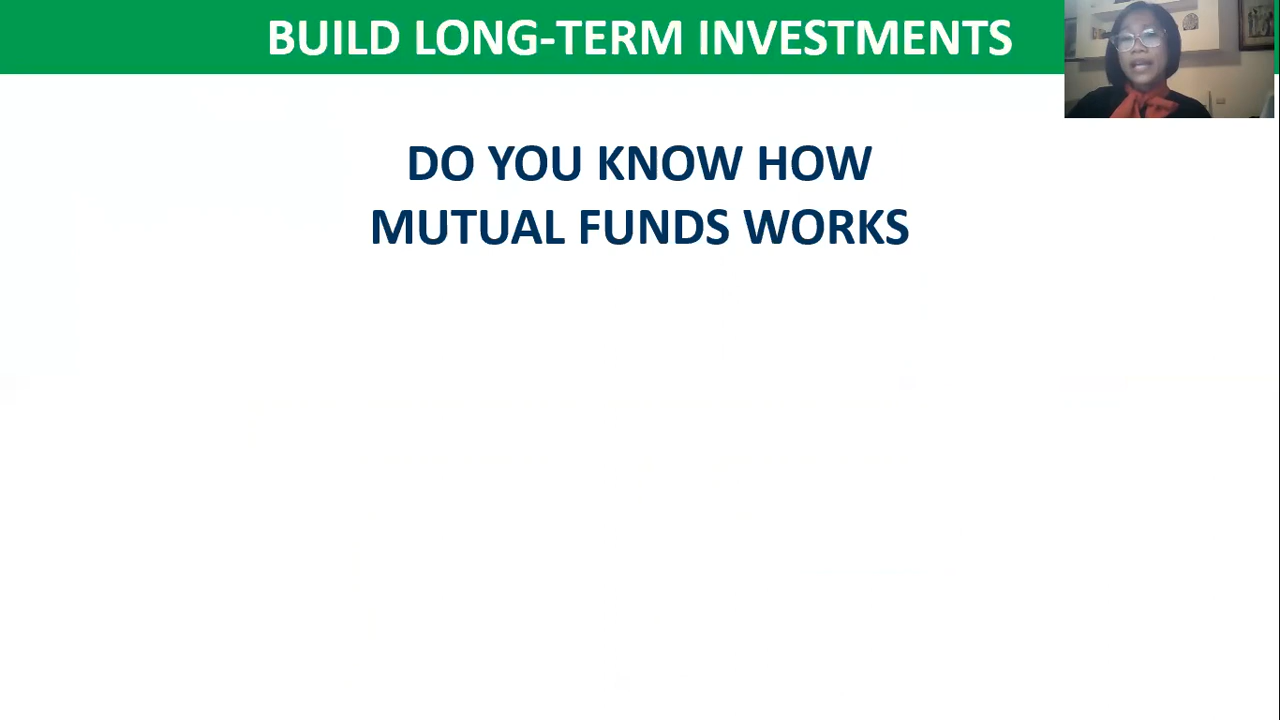 BUILD LONG-TERM INVESTMENTS
DO YOU KNOW HOW
MUTUAL FUNDS WORKS